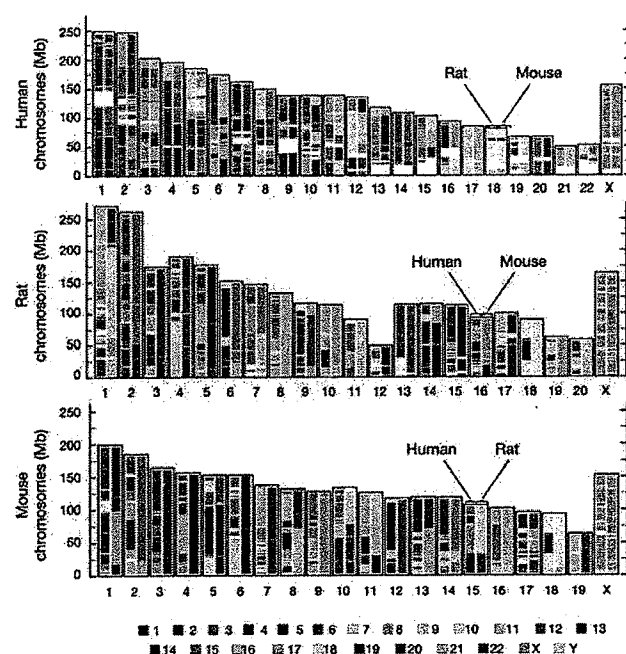 Human
chromosomes (Mb)
250
200
150
100
50
0
Rat Mouse
1 2 3 4 5 6 7 8 9 10 11 12 13 14 15 16 17 18 19 20 21 22 X
Rat
chromosomes (Mb)
250
200
150
100
50
0
Human Mouse
1 2 3 4 5 6 7 8 9 10 11 12 13 14 15 16 17 18 19 20 X
Mouse
chromosomes (Mb)
250
200
150
100
50
0
Human Rat
1 2 3 4 5 6 7 8 9 10 11 12 13 14 15 16 17 18 19 X
1 2 3 4 5 6 7 8 9 10 11 12 13
14 15 16 17 18 19 20 21 22 X Y